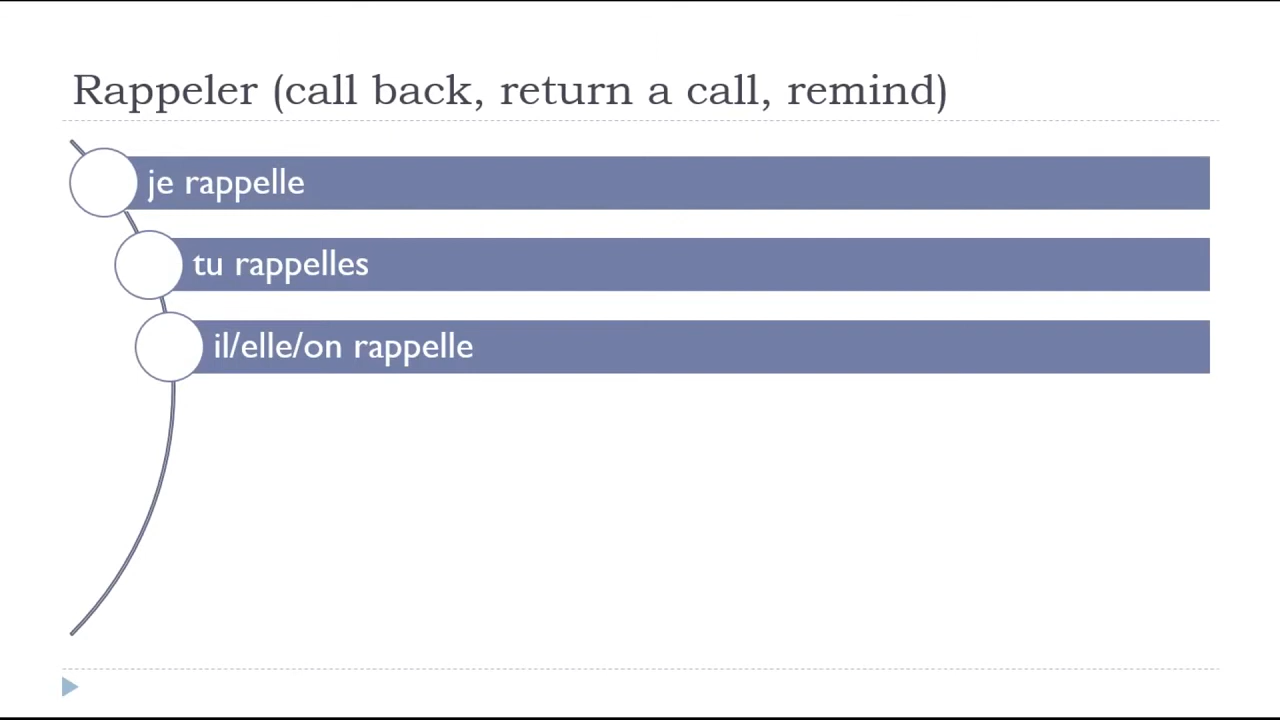 Rappeler (call back, return a call, remind)
je rappelle
tu rappelles
il/elle/on rappelle